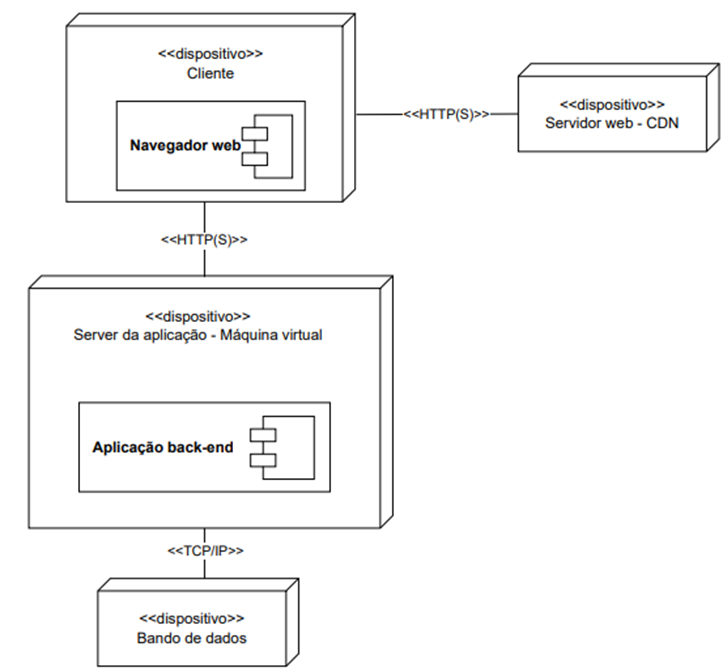 <<dispositivo>>
Cliente
Navegador web
<<HTTP(S)>>
<<dispositivo>>
Servidor web - CDN
<<HTTP(S)>>
<<dispositivo>>
Server da aplicação - Máquina virtual
Aplicação back-end
<<TCP/IP>>
<<dispositivo>>
Bando de dados